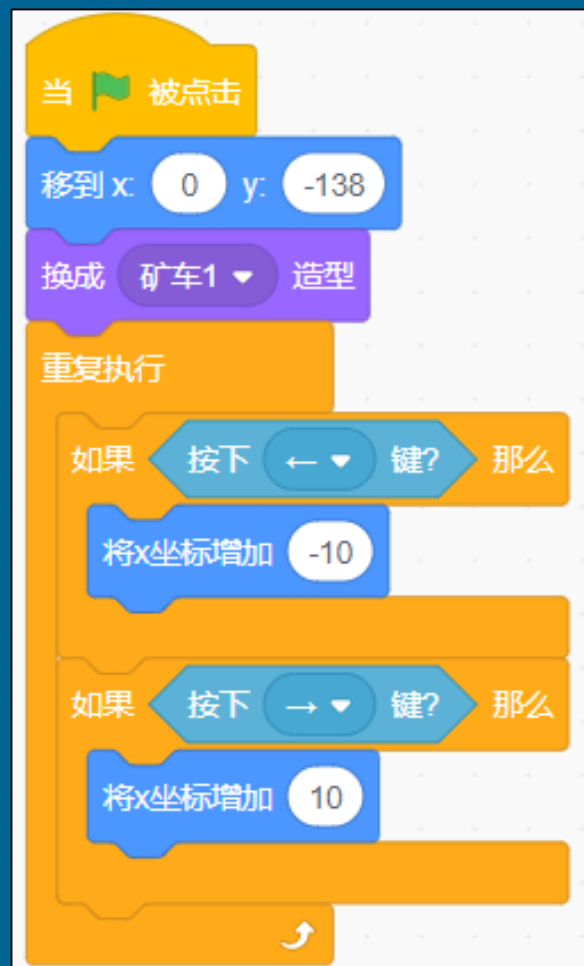 当 被点击
移到 x: 0 y: -138
换成 矿车1 造型
重复执行
如果 按下 ← 键? 那么
将x坐标增加 -10
如果 按下 → 键? 那么
将x坐标增加 10